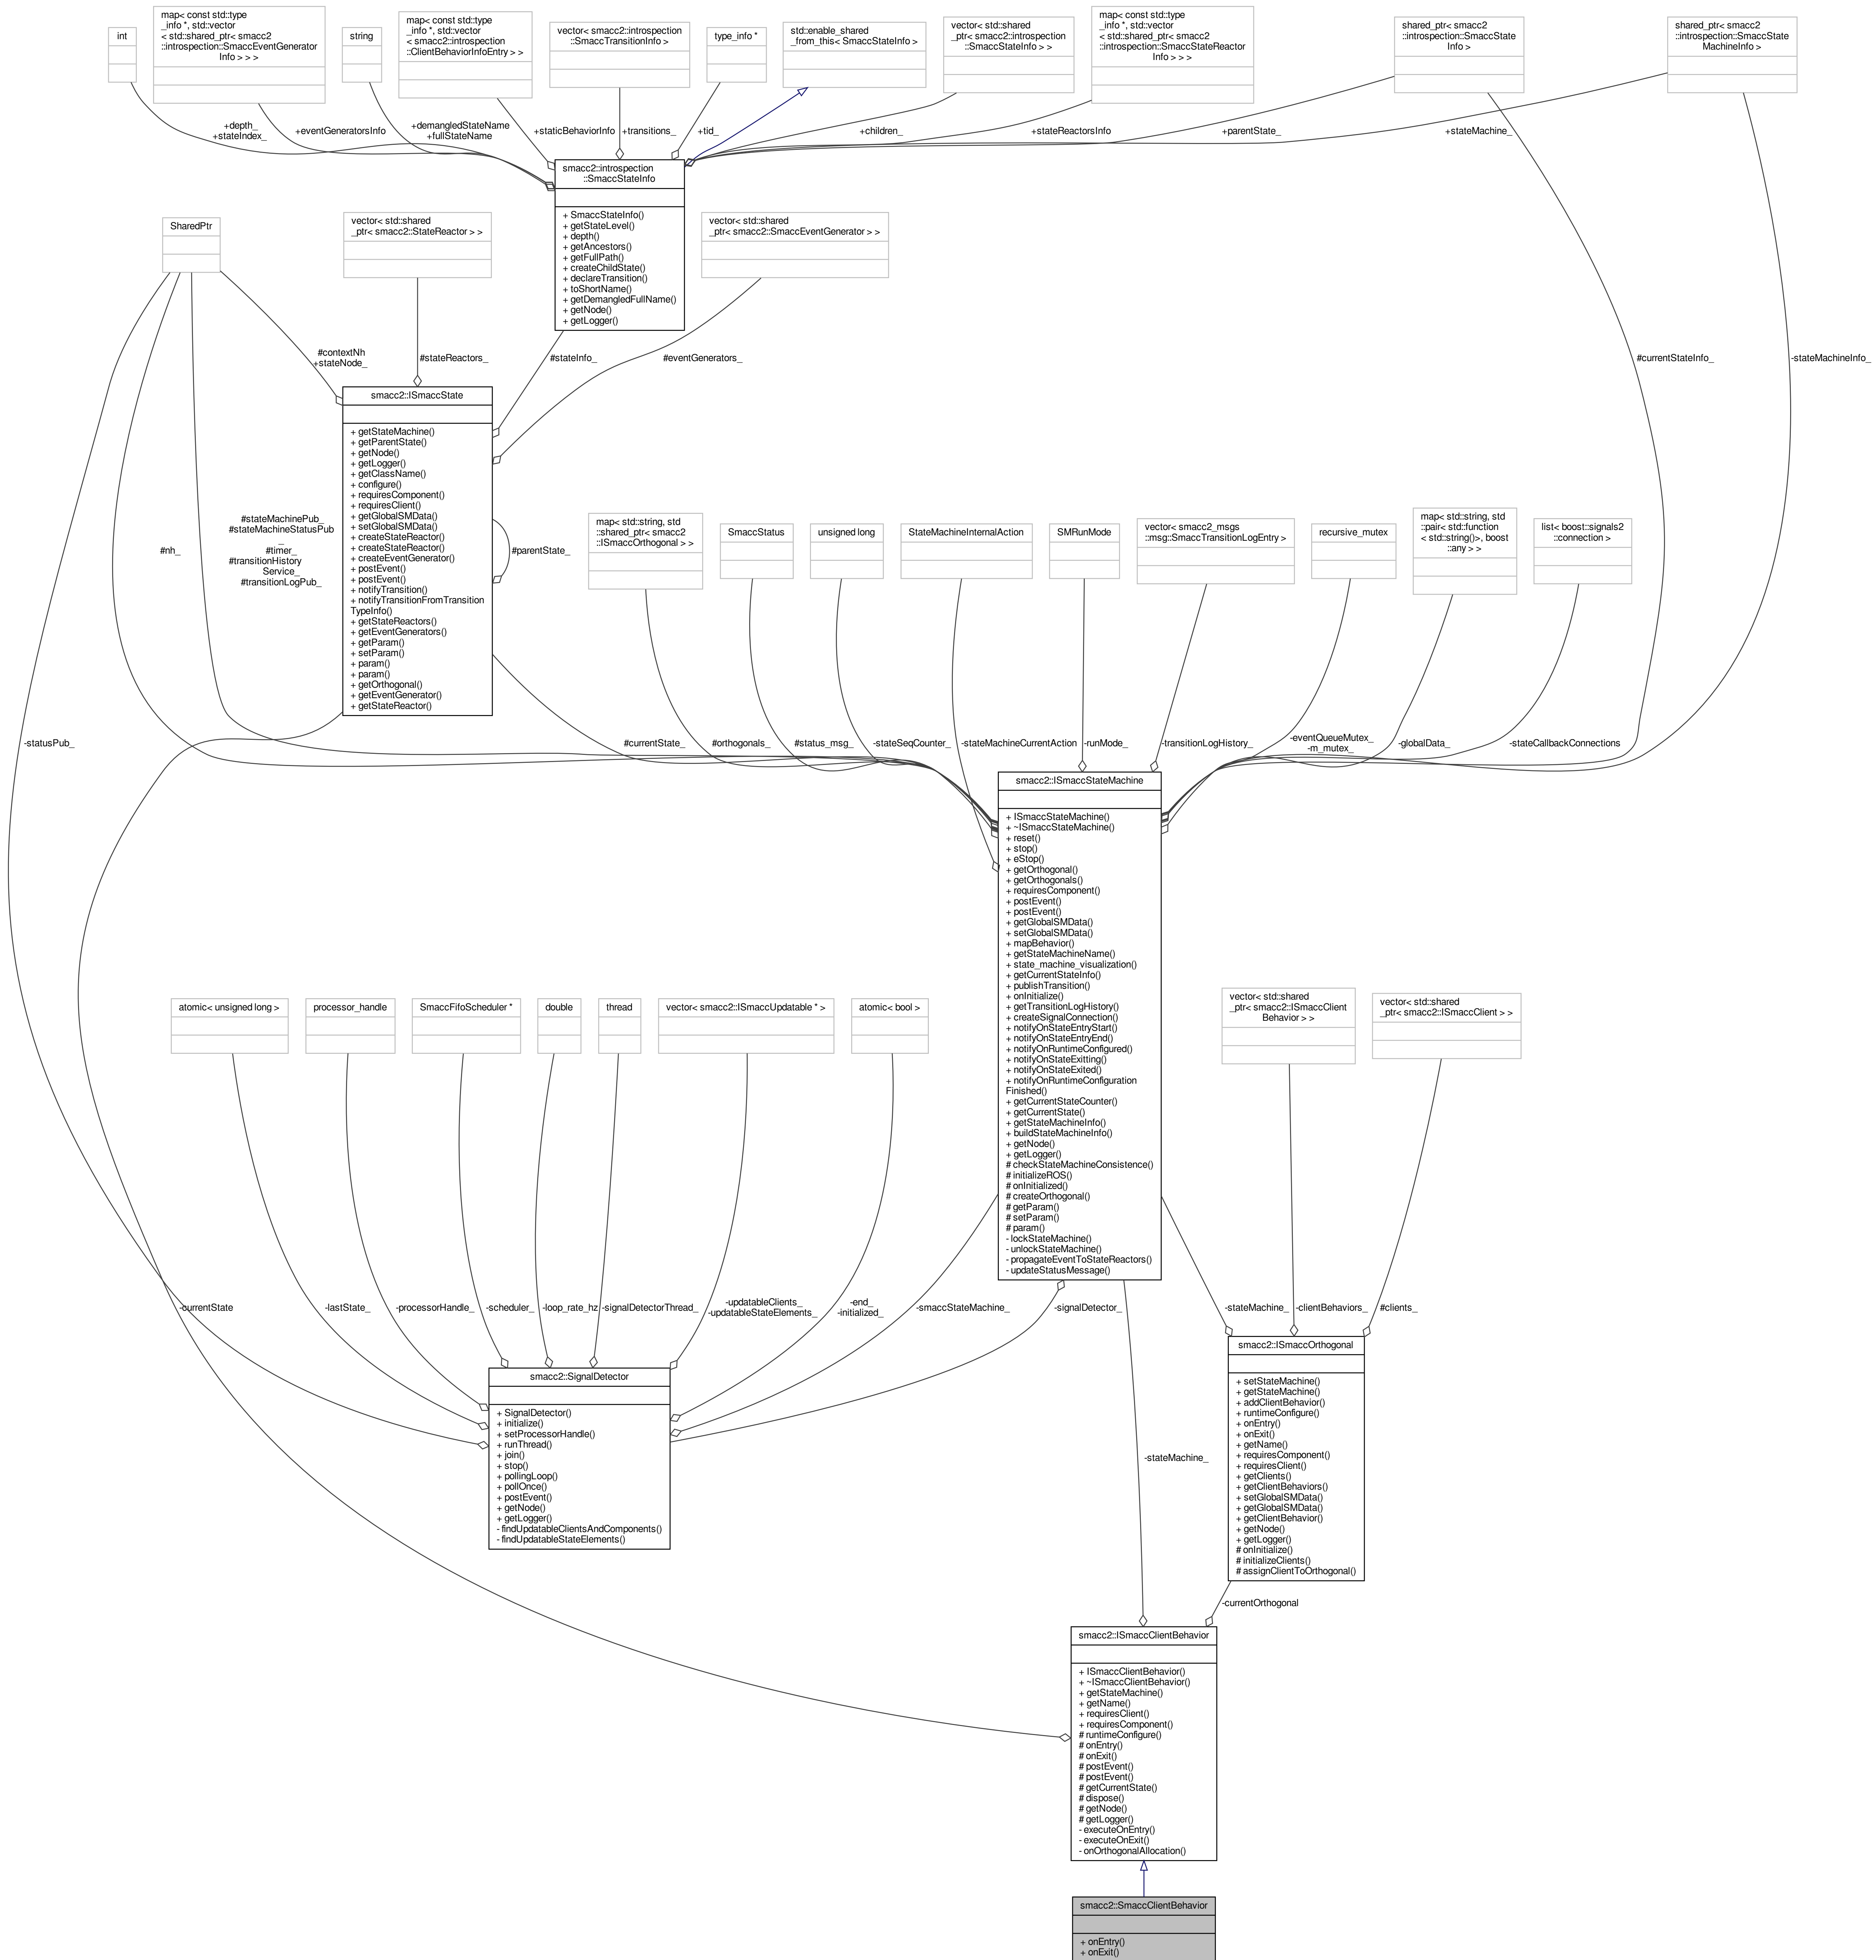 int
map< const std::type
_info *, std::vector
< std::shared_ptr< smacc2
::introspection::SmaccEventGenerator
Info > > >
string
map< const std::type
_info *, std::vector
< smacc2::introspection
::ClientBehaviorInfoEntry > >
vector< smacc2::introspection
::SmaccTransitionInfo >
type_info *
std::enable_shared
_from_this< SmaccStateInfo >
vector< std::shared
_ptr< smacc2::introspection
::SmaccStateInfo > >
map< const std::type
_info *, std::vector
< std::shared_ptr< smacc2
::introspection::SmaccStateReactor
Info > > >
shared_ptr< smacc2
::introspection::SmaccState
Info >
shared_ptr< smacc2
::introspection::SmaccState
MachineInfo >
+depth_
+stateIndex_
+eventGeneratorsInfo
+demangledStateName
+fullStateName
+staticBehaviorInfo
+transitions_
+tid_
+children_
+stateReactorsInfo
+parentState_
+stateMachine_
smacc2::introspection
::SmaccStateInfo
+ SmaccStateInfo()
+ getStateLevel()
+ depth()
+ getAncestors()
+ getFullPath()
+ createChildState()
+ declareTransition()
+ toShortName()
+ getDemangledFullName()
+ getNode()
+ getLogger()
SharedPtr
vector< std::shared
_ptr< smacc2::StateReactor > >
vector< std::shared
_ptr< smacc2::SmaccEventGenerator > >
#contextNh
+stateNode_
#stateReactors_
#stateInfo_
#eventGenerators_
#currentStateInfo_
-stateMachineInfo_
smacc2::ISmaccState
+ getStateMachine()
+ getParentState()
+ getNode()
+ getLogger()
+ getClassName()
+ configure()
+ requiresComponent()
+ requiresClient()
+ getGlobalSMData()
+ setGlobalSMData()
+ createStateReactor()
+ createStateReactor()
+ createEventGenerator()
+ postEvent()
+ postEvent()
+ notifyTransition()
+ notifyTransitionFromTransition
TypeInfo()
+ getStateReactors()
+ getEventGenerators()
+ getParam()
+ setParam()
+ param()
+ param()
+ getOrthogonal()
+ getEventGenerator()
+ getStateReactor()
#parentState_
#nh_
#stateMachinePub_
#stateMachineStatusPub
_
#timer_
#transitionHistory
Service_
#transitionLogPub_
map< std::string, std
::shared_ptr< smacc2
::ISmaccOrthogonal > >
SmaccStatus
unsigned long
StateMachineInternalAction
SMRunMode
vector< smacc2_msgs
::msg::SmaccTransitionLogEntry >
recursive_mutex
map< std::string, std
::pair< std::function
< std::string()>, boost
::any > >
list< boost::signals2
::connection >
-statusPub_
#currentState_
#orthogonals_
#status_msg_
-stateSeqCounter_
-stateMachineCurrentAction
-runMode_
-transitionLogHistory_
-eventQueueMutex_
-m_mutex_
-globalData_
-stateCallbackConnections
smacc2::ISmaccStateMachine
+ ISmaccStateMachine()
+ ~ISmaccStateMachine()
+ reset()
+ stop()
+ eStop()
+ getOrthogonal()
+ getOrthogonals()
+ requiresComponent()
+ postEvent()
+ postEvent()
+ getGlobalSMData()
+ setGlobalSMData()
+ mapBehavior()
+ getStateMachineName()
+ state_machine_visualization()
+ getCurrentStateInfo()
+ publishTransition()
+ onInitialize()
+ getTransitionLogHistory()
+ createSignalConnection()
+ notifyOnStateEntryStart()
+ notifyOnStateEntryEnd()
+ notifyOnRuntimeConfigured()
+ notifyOnStateExitting()
+ notifyOnStateExited()
+ notifyOnRuntimeConfiguration
Finished()
+ getCurrentStateCounter()
+ getCurrentState()
+ getStateMachineInfo()
+ buildStateMachineInfo()
+ getNode()
+ getLogger()
# checkStateMachineConsistence()
# initializeROS()
# onInitialized()
# createOrthogonal()
# getParam()
# setParam()
# param()
- lockStateMachine()
- unlockStateMachine()
- propagateEventToStateReactors()
- updateStatusMessage()
atomic< unsigned long >
processor_handle
SmaccFifoScheduler *
double
thread
vector< smacc2::ISmaccUpdatable * >
atomic< bool >
vector< std::shared
_ptr< smacc2::ISmaccClient
Behavior > >
vector< std::shared
_ptr< smacc2::ISmaccClient > >
-currentState
-lastState_
-processorHandle_
-scheduler_
-loop_rate_hz
-signalDetectorThread_
-updatableClients_
-updatableStateElements_
-end_
-initialized_
-smaccStateMachine_
-signalDetector_
-stateMachine_
-clientBehaviors_
#clients_
smacc2::SignalDetector
+ SignalDetector()
+ initialize()
+ setProcessorHandle()
+ runThread()
+ join()
+ stop()
+ pollingLoop()
+ pollOnce()
+ postEvent()
+ getNode()
+ getLogger()
- findUpdatableClientsAndComponents()
- findUpdatableStateElements()
smacc2::ISmaccOrthogonal
+ setStateMachine()
+ getStateMachine()
+ addClientBehavior()
+ runtimeConfigure()
+ onEntry()
+ onExit()
+ getName()
+ requiresComponent()
+ requiresClient()
+ getClients()
+ getClientBehaviors()
+ setGlobalSMData()
+ getGlobalSMData()
+ getClientBehavior()
+ getNode()
+ getLogger()
# onInitialize()
# initializeClients()
# assignClientToOrthogonal()
-stateMachine_
-currentOrthogonal
smacc2::ISmaccClientBehavior
+ ISmaccClientBehavior()
+ ~ISmaccClientBehavior()
+ getStateMachine()
+ getName()
+ requiresClient()
+ requiresComponent()
# runtimeConfigure()
# onEntry()
# onExit()
# postEvent()
# postEvent()
# getCurrentState()
# dispose()
# getNode()
# getLogger()
- executeOnEntry()
- executeOnExit()
- onOrthogonalAllocation()
smacc2::SmaccClientBehavior
+ onEntry()
+ onExit()